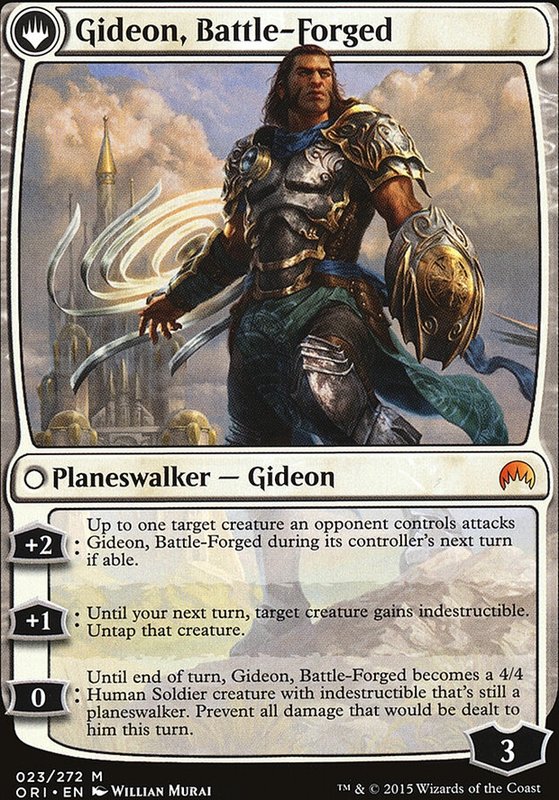 Gideon, Battle-Forged
Planeswalker — Gideon
+2: Up to one target creature an opponent controls attacks
Gideon, Battle-Forged during its controller's next turn
if able.
+1: Until your next turn, target creature gains indestructible.
Untap that creature.
0: Until end of turn, Gideon, Battle-Forged becomes a 4/4
Human Soldier creature with indestructible that's still a
planeswalker. Prevent all damage that would be dealt to
him this turn.
3
023/272 M
ORI • EN Willian Murai
™ & © 2015 Wizards of the Coast